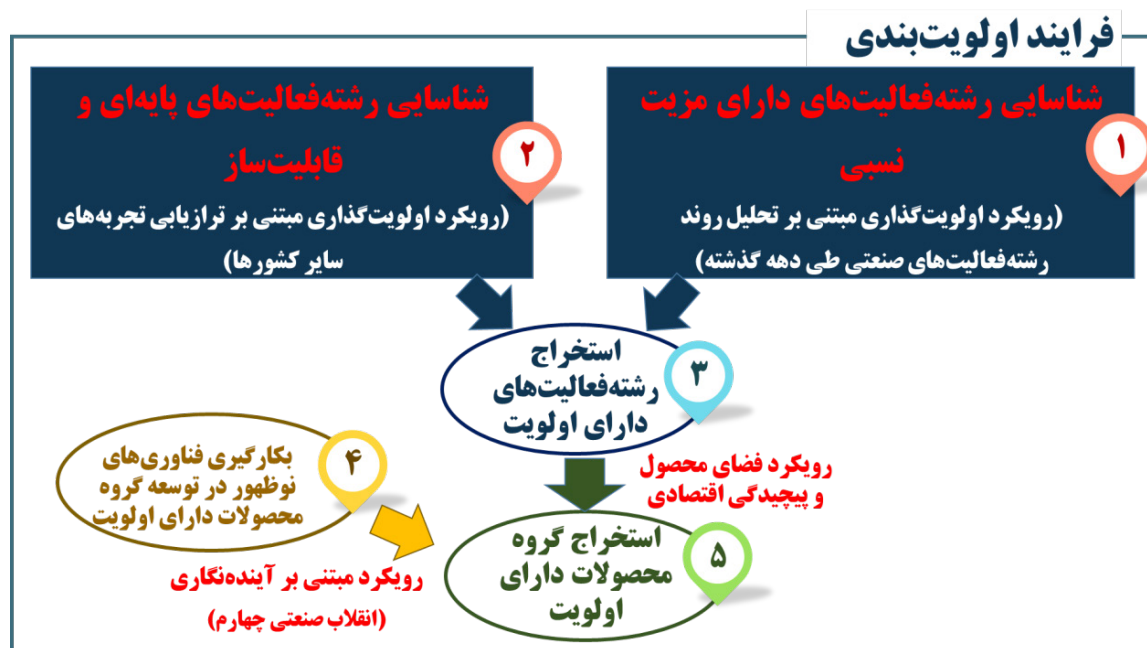 فرایند اولویت‌بندی
شناسایی رشته‌فعالیت‌های دارای مزیت
نسبی
(رویکرد اولویت‌گذاری مبتنی بر تحلیل روند
رشته‌فعالیت‌های صنعتی طی دهه گذشته)
۱
شناسایی رشته‌فعالیت‌های پایه‌ای و
قابلیت‌ساز
(رویکرد اولویت‌گذاری مبتنی بر ترازیابی تجربه‌های
سایر کشورها)
۲
استخراج
رشته‌فعالیت‌های
دارای اولویت
۳
رویکرد فضای محصول
و پیچیدگی اقتصادی
بکارگیری فناوری‌های
نوظهور در توسعه گروه
محصولات دارای اولویت
۴
رویکرد مبتنی بر آینده‌نگاری
(انقلاب صنعتی چهارم)
استخراج گروه
محصولات دارای
اولویت
۵